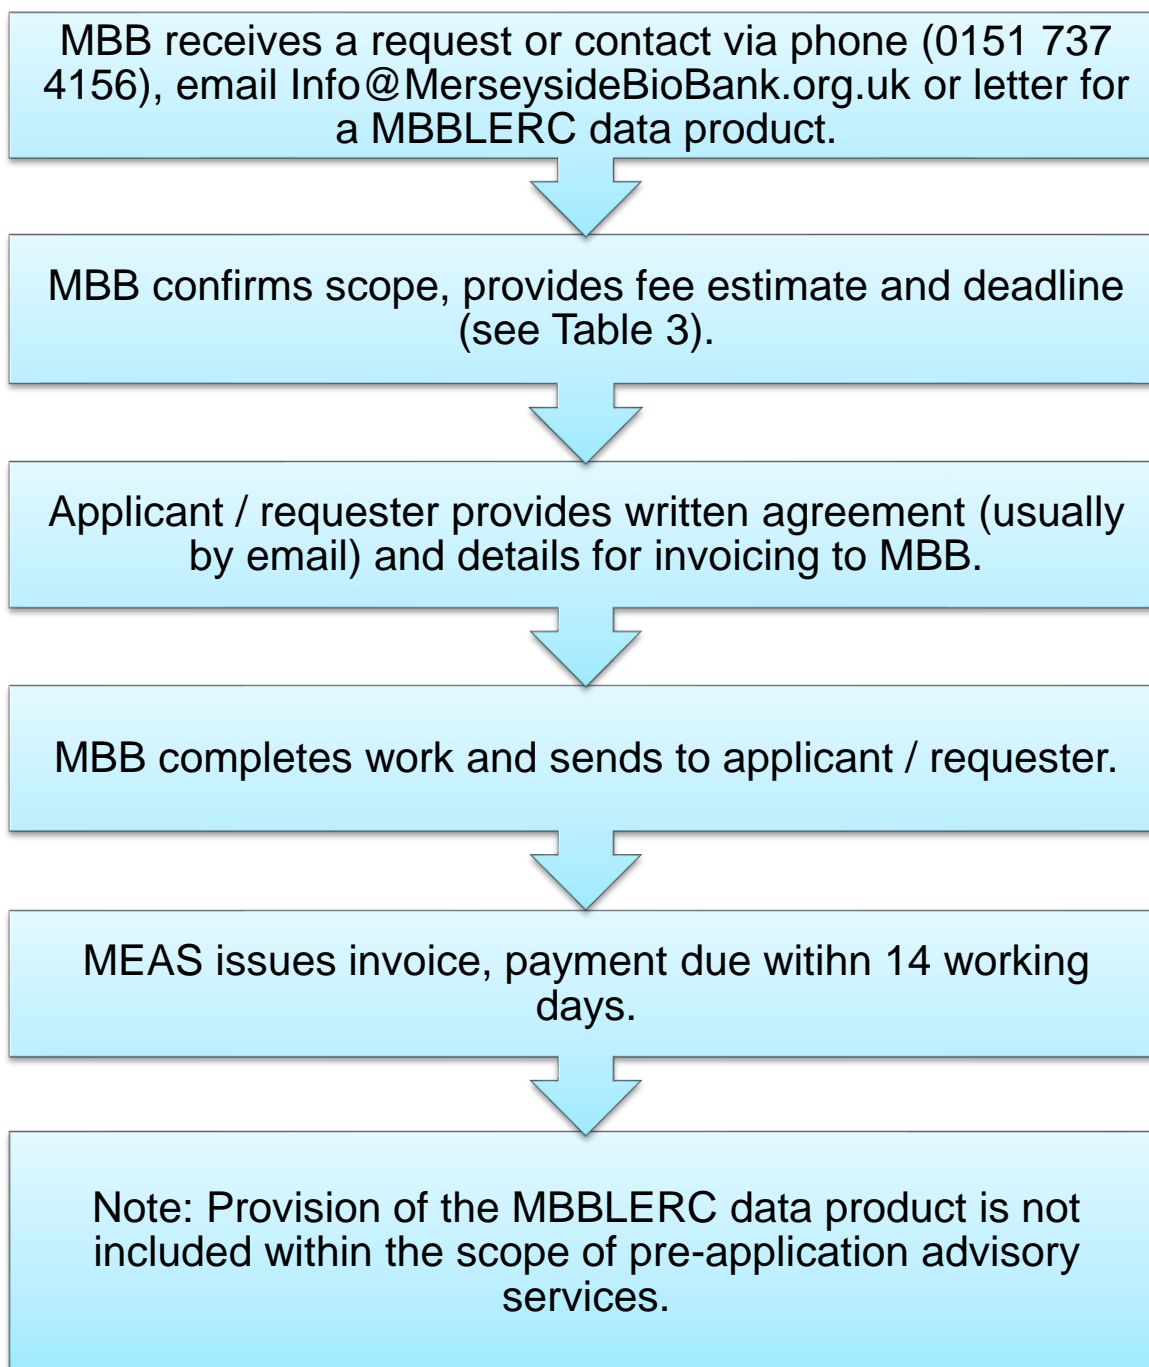 MBB receives a request or contact via phone (0151 737
4156), email Info@MerseysideBioBank.org.uk or letter for
a MBBLERC data product.
MBB confirms scope, provides fee estimate and deadline
(see Table 3).
Applicant / requester provides written agreement (usually
by email) and details for invoicing to MBB.
MBB completes work and sends to applicant / requester.
MEAS issues invoice, payment due witihn 14 working
days.
Note: Provision of the MBBLERC data product is not
included within the scope of pre-application advisory
services.